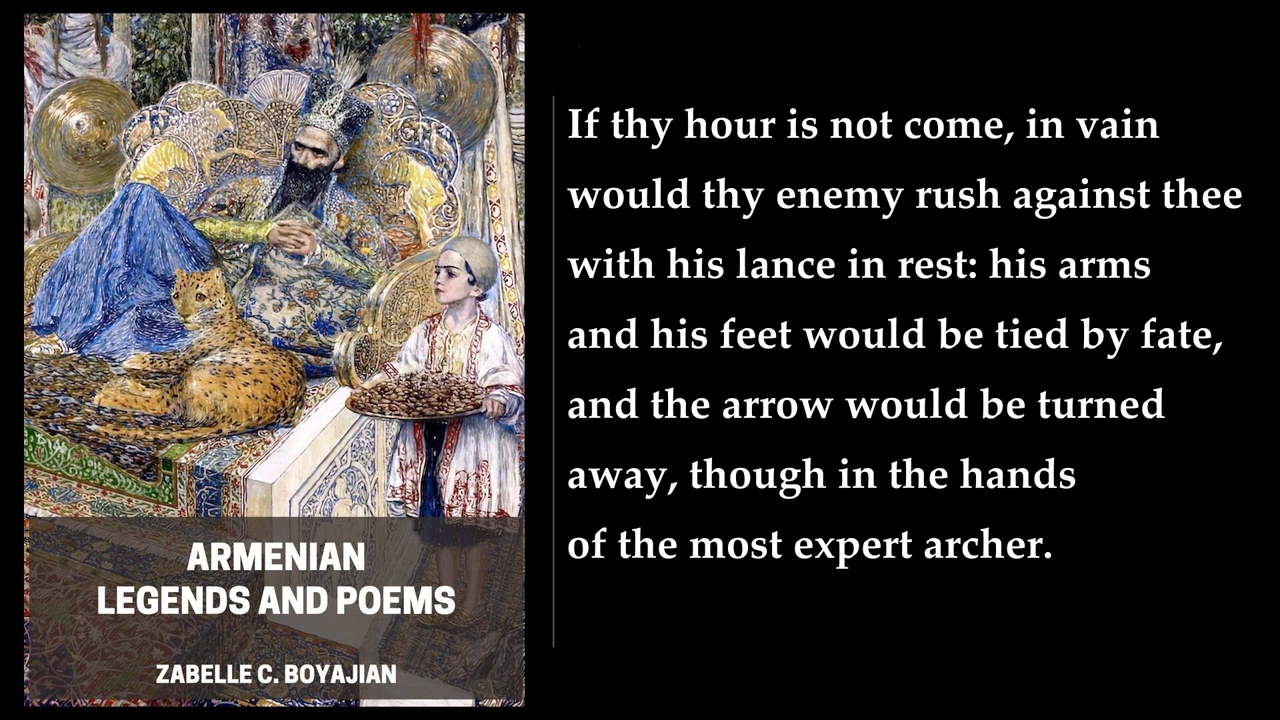 ARMENIAN
LEGENDS AND POEMS
ZABELLE C. BOYAJIAN
If thy hour is not come, in vain
would thy enemy rush against thee
with his lance in rest: his arms
and his feet would be tied by fate,
and the arrow would be turned
away, though in the hands
of the most expert archer.